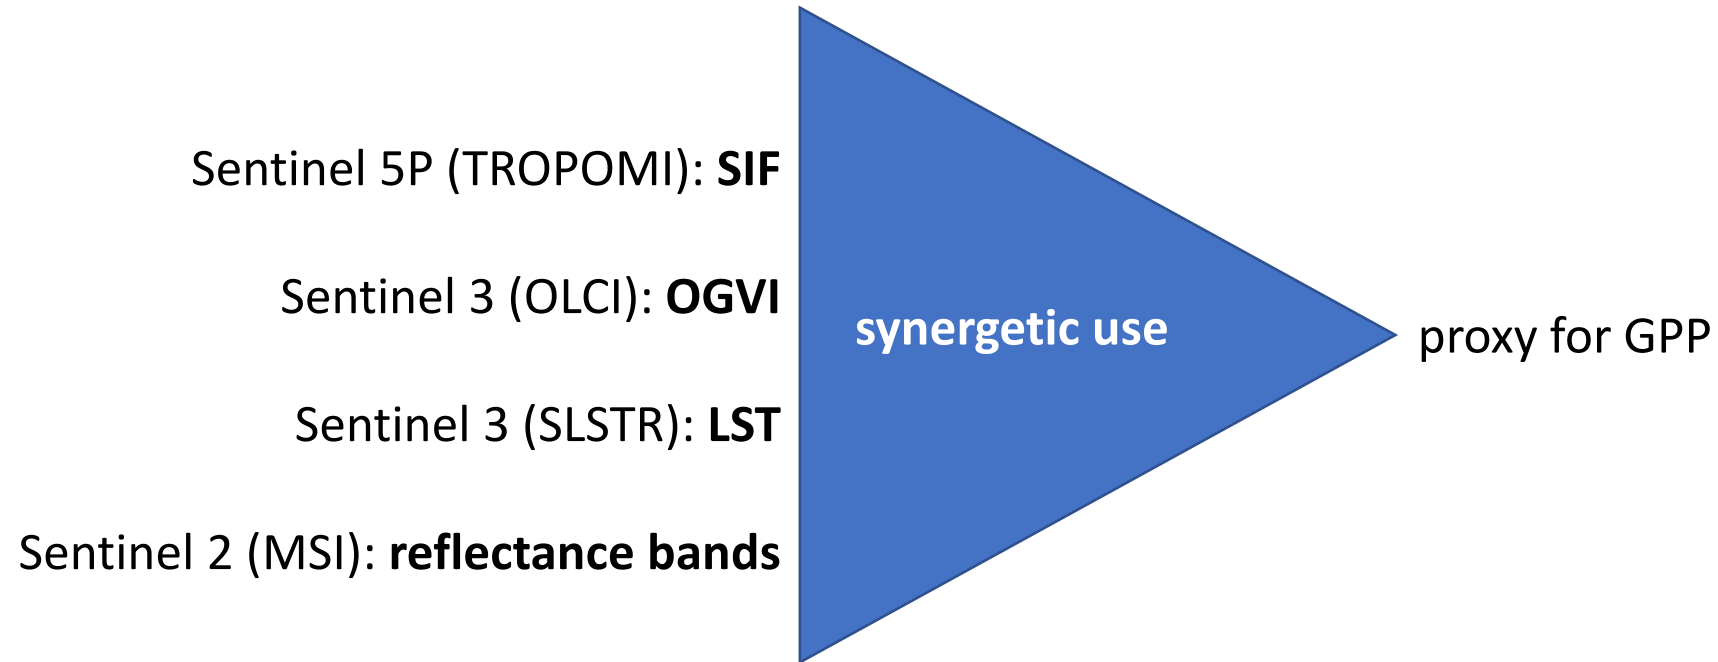 Sentinel 5P (TROPOMI): SIF
Sentinel 3 (OLCI): OGVI
Sentinel 3 (SLSTR): LST
Sentinel 2 (MSI): reflectance bands
synergetic use
proxy for GPP